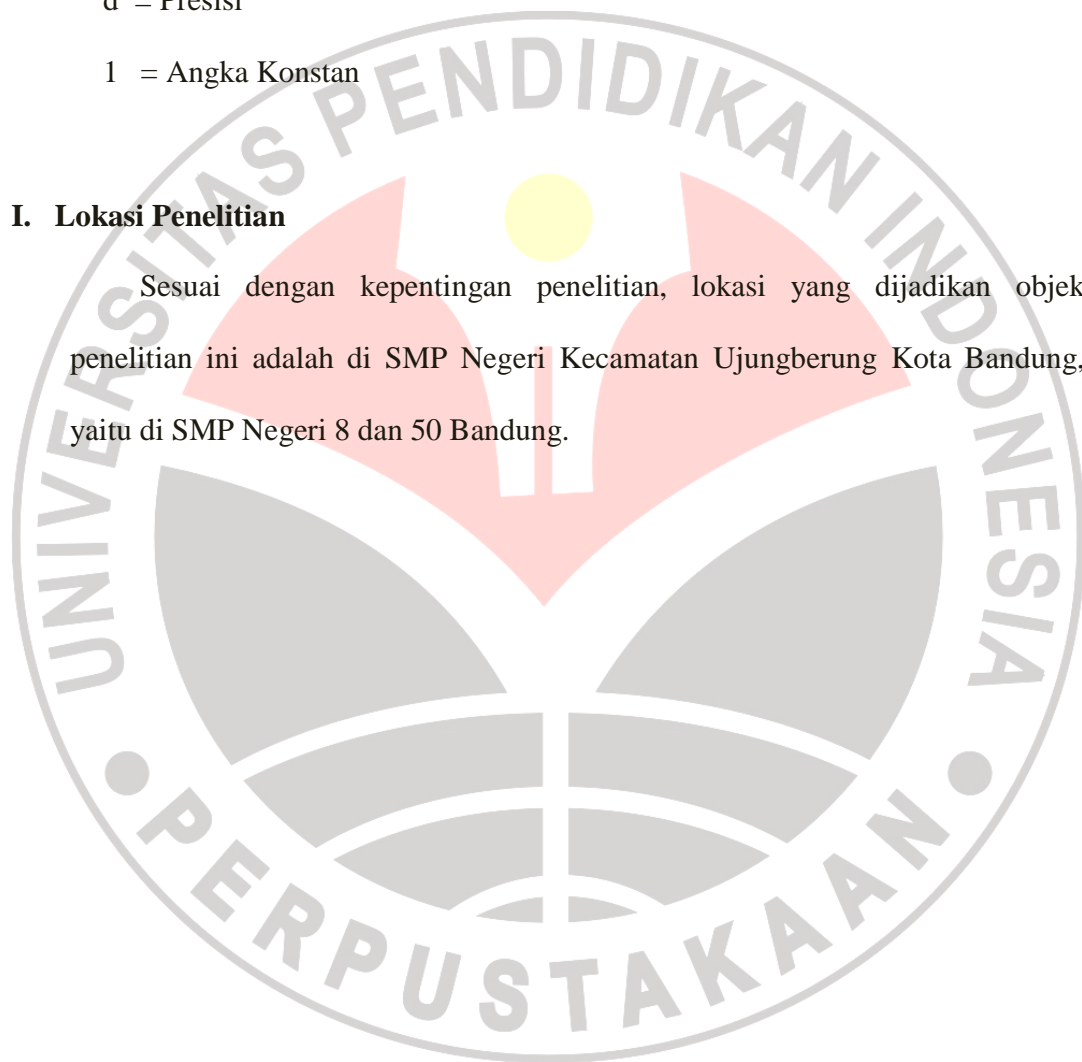 d = Presisi
1 = Angka Konstan
I. Lokasi Penelitian
Sesuai dengan kepentingan penelitian, lokasi yang dijadikan objek
penelitian ini adalah di SMP Negeri Kecamatan Ujungberung Kota Bandung,
yaitu di SMP Negeri 8 dan 50 Bandung.
UNIVERSITAS PENDIDIKAN INDONESIA
PERPUSTAKAAN